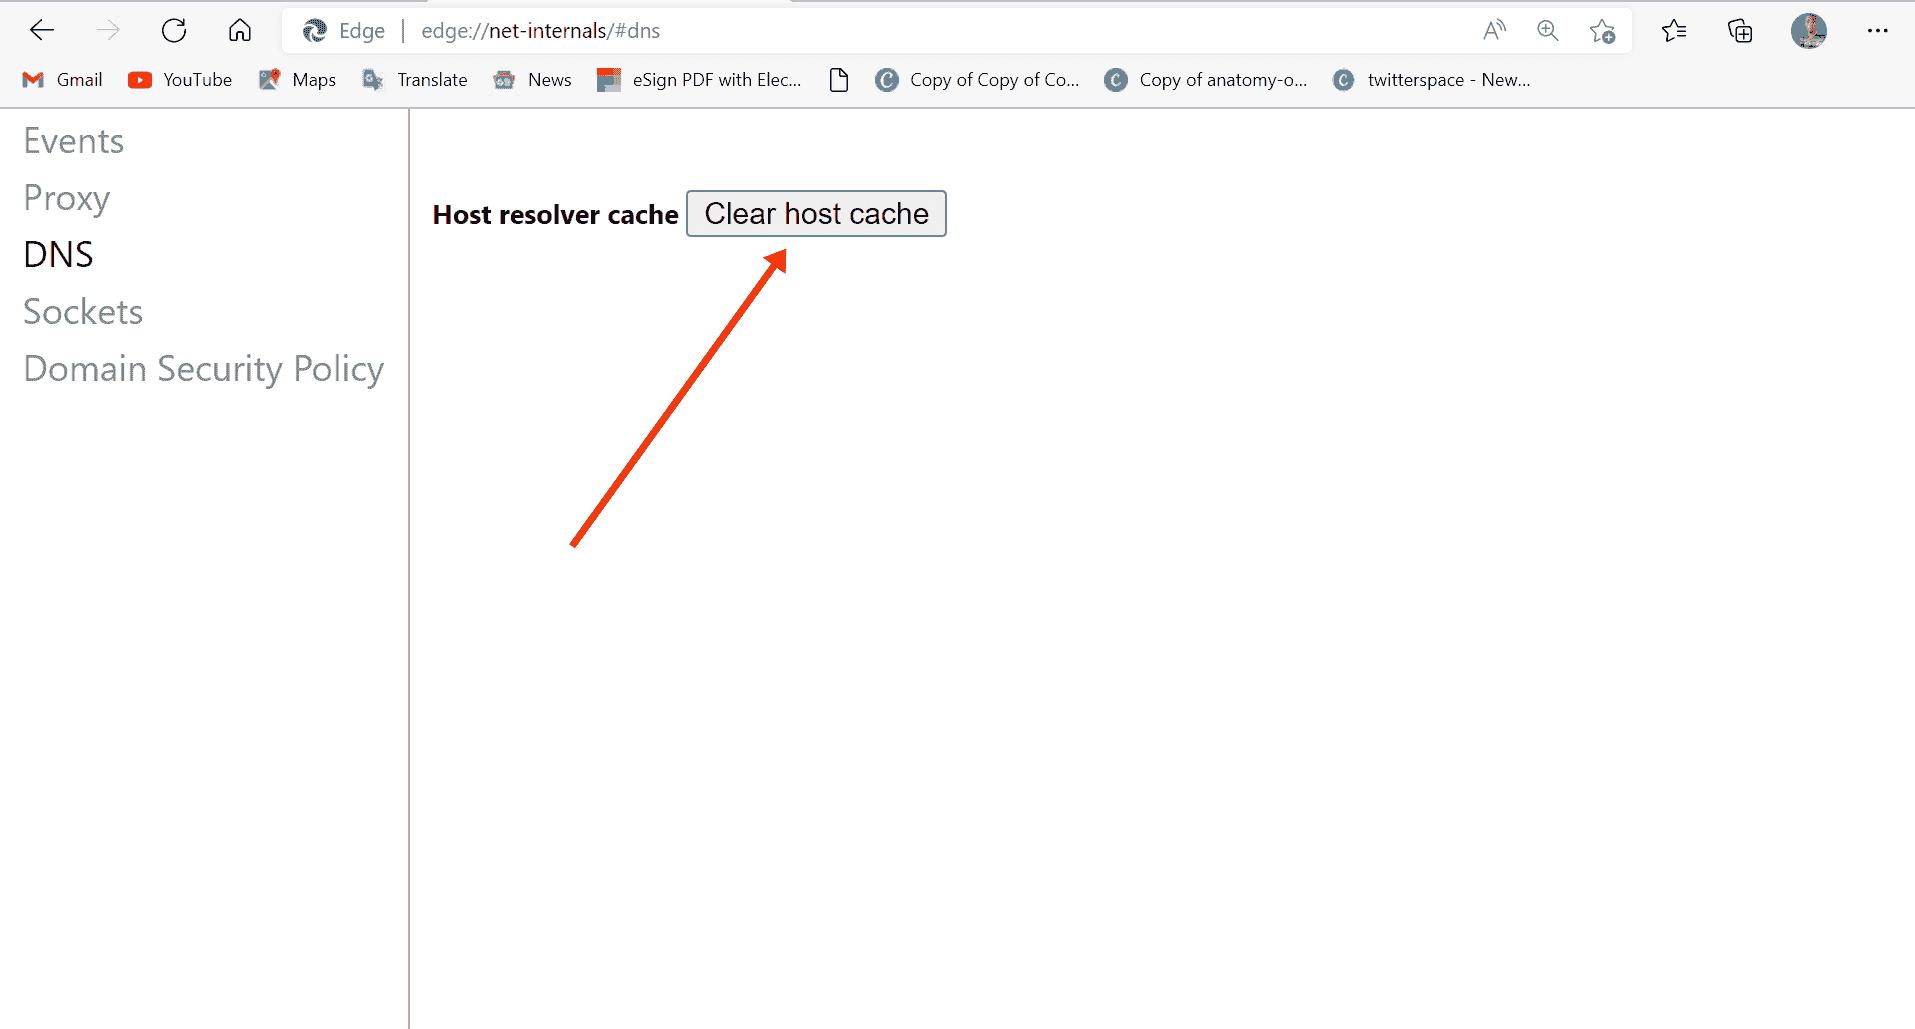 Edge | edge://net-internals/#dns
Gmail YouTube Maps Translate News eSign PDF with Elec... Copy of Copy of Co... Copy of anatomy-o... twitterspace - New...
Events
Proxy
DNS
Sockets
Domain Security Policy
Host resolver cache Clear host cache